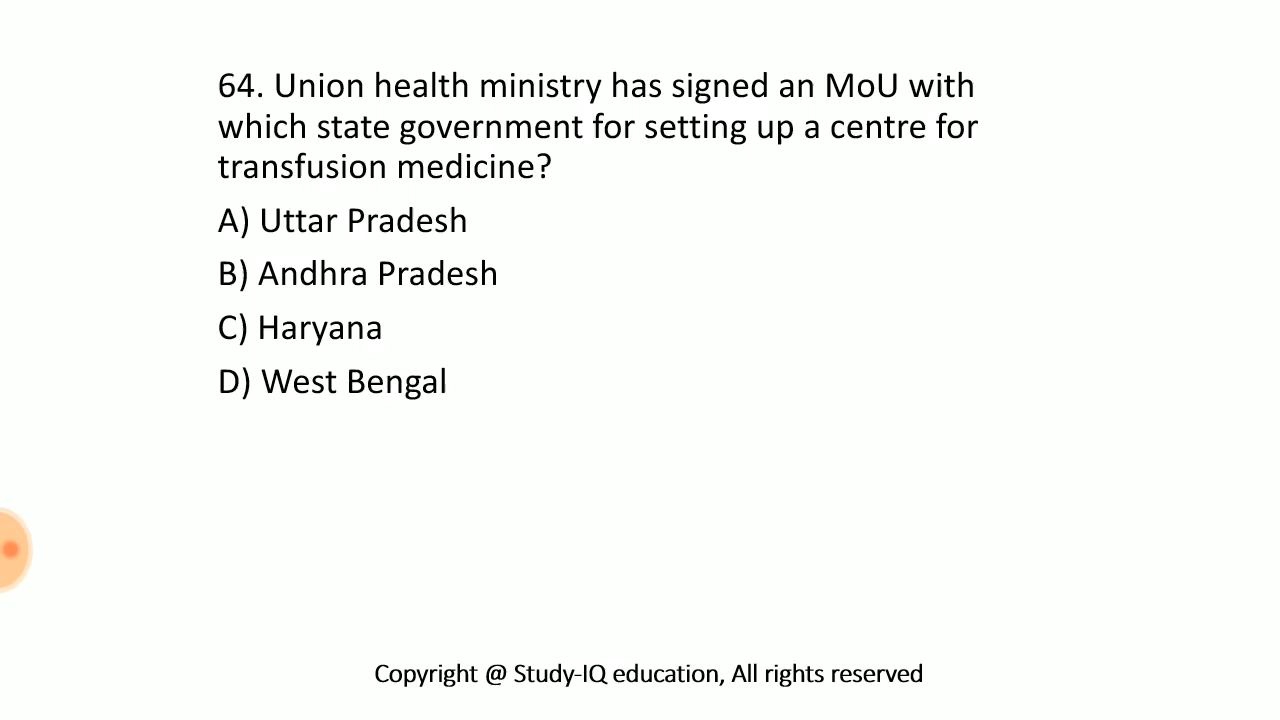 64. Union health ministry has signed an MoU with
which state government for setting up a centre for
transfusion medicine?
A) Uttar Pradesh
B) Andhra Pradesh
C) Haryana
D) West Bengal
Copyright @ Study-IQ education, All rights reserved